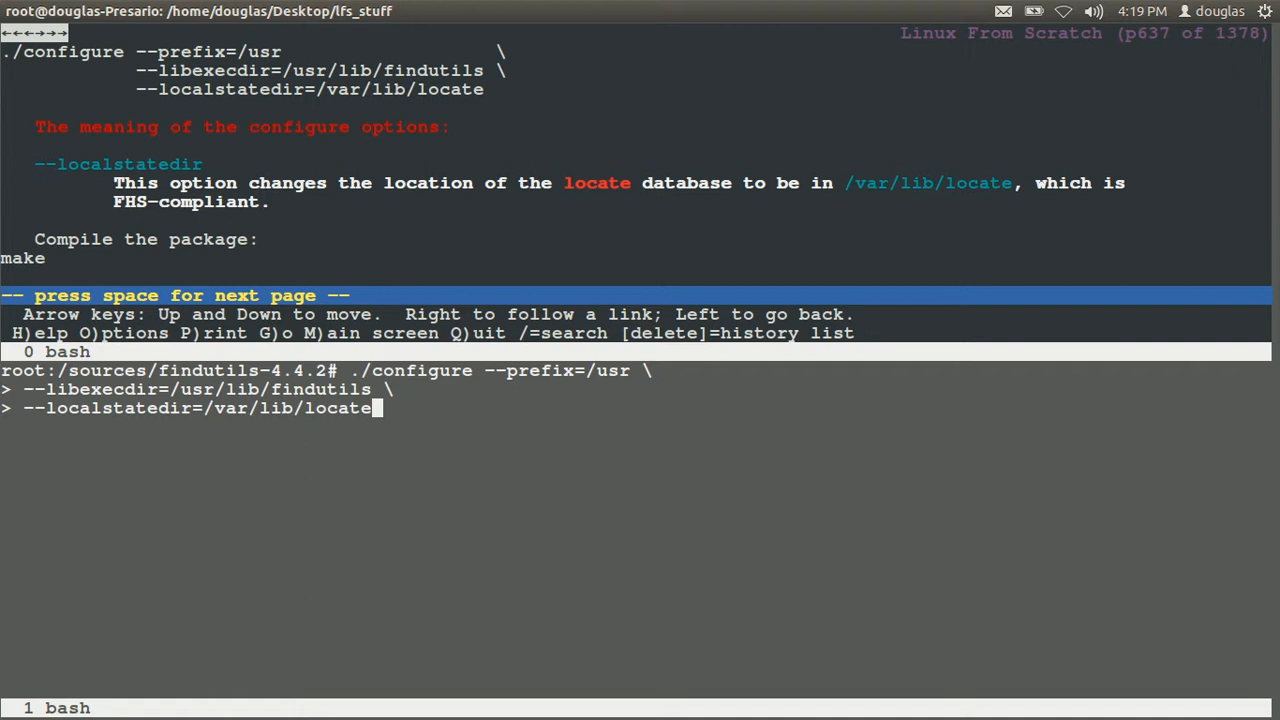 root@douglas-Presario: /home/douglas/Desktop/lfs_stuff 4:19 PM douglas
←←←→→→ Linux From Scratch (p637 of 1378)
./configure --prefix=/usr \
--libexecdir=/usr/lib/findutils \
--localstatedir=/var/lib/locate
The meaning of the configure options:
--localstatedir
This option changes the location of the locate database to be in /var/lib/locate, which is
FHS-compliant.
Compile the package:
make
-- press space for next page --
Arrow keys: Up and Down to move. Right to follow a link; Left to go back.
H)elp O)ptions P)rint G)o M)ain screen Q)uit /=search [delete]=history list
0 bash
root:/sources/findutils-4.4.2# ./configure --prefix=/usr \
> --libexecdir=/usr/lib/findutils \
> --localstatedir=/var/lib/locate
1 bash